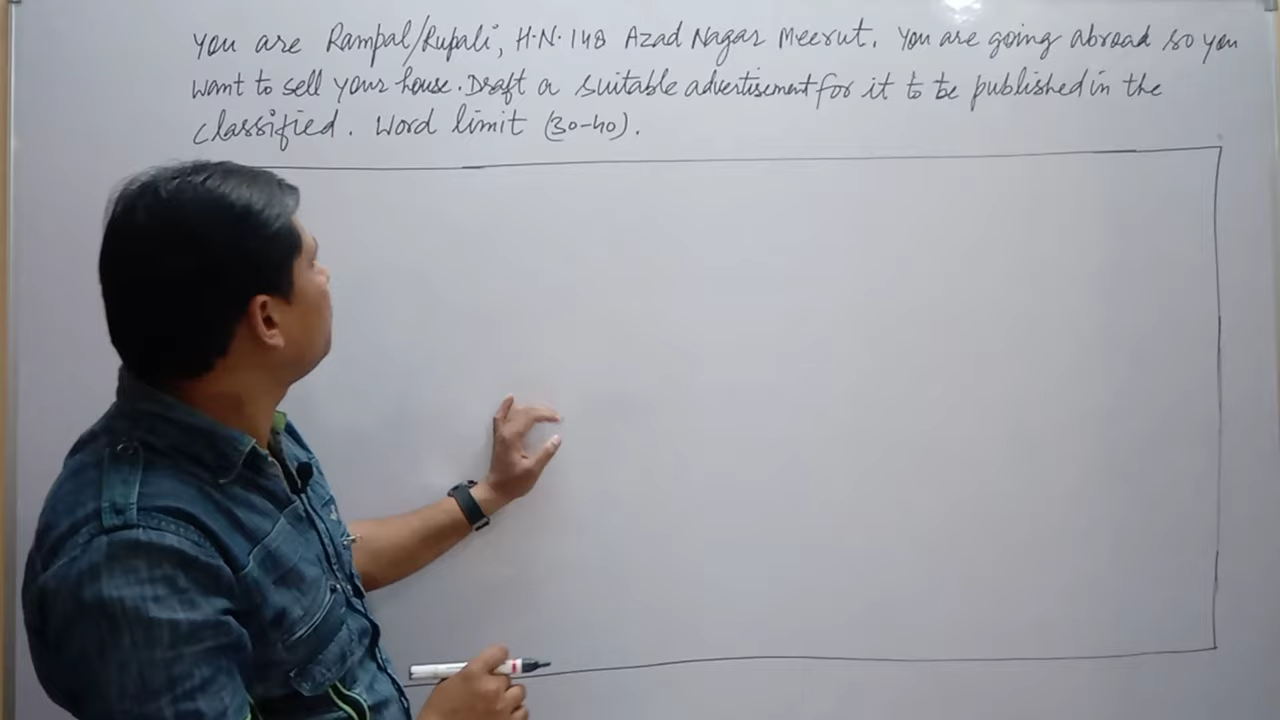 You are Rampal/Rupali, H.N. 148 Azad Nagar Meerut. You are going abroad so you
want to sell your house. Draft a suitable advertisement for it to be published in the
classified. Word limit (30-40).